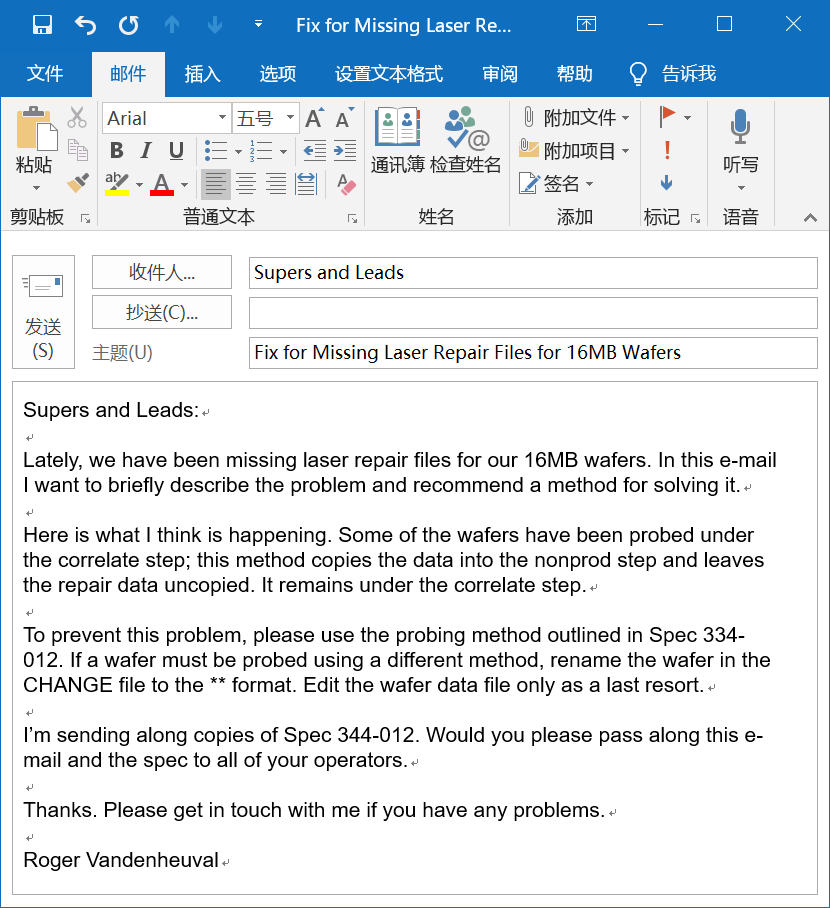 Fix for Missing Laser Re...
文件 邮件 插入 选项 设置文本格式 审阅 帮助 告诉我
Arial 五号 A A 附加文件
B I U 附加项目
粘贴 通讯簿 检查姓名 听写
ab A A 签名
剪贴板 普通文本 姓名 添加 标记 语音
收件人... Supers and Leads
抄送(C)...
发送
(S)
主题(U) Fix for Missing Laser Repair Files for 16MB Wafers
Supers and Leads:
Lately, we have been missing laser repair files for our 16MB wafers. In this e-mail
I want to briefly describe the problem and recommend a method for solving it.
Here is what I think is happening. Some of the wafers have been probed under
the correlate step; this method copies the data into the nonprod step and leaves
the repair data uncopied. It remains under the correlate step.
To prevent this problem, please use the probing method outlined in Spec 334-
012. If a wafer must be probed using a different method, rename the wafer in the
CHANGE file to the ** format. Edit the wafer data file only as a last resort.
I’m sending along copies of Spec 344-012. Would you please pass along this e-
mail and the spec to all of your operators.
Thanks. Please get in touch with me if you have any problems.
Roger Vandenheuval